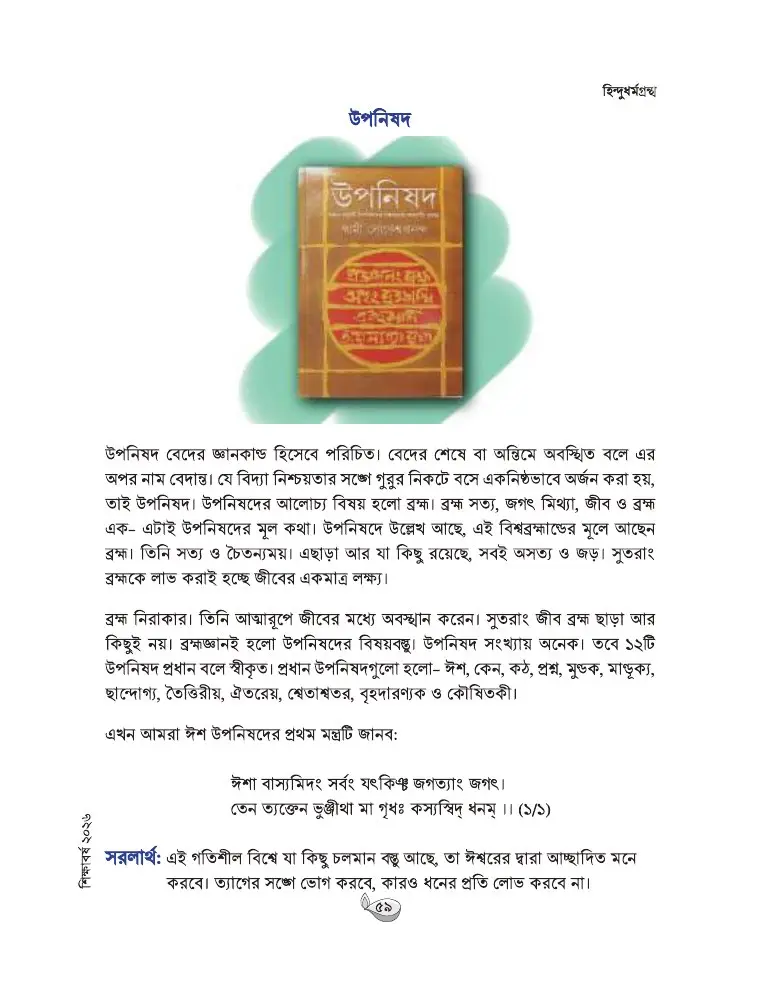 হিন্দুধর্মগ্রন্থ
উপনিষদ
উপনিষদ
উপনিষদ বেদের জ্ঞানকান্ড হিসেবে পরিচিত। বেদের শেষে বা অন্তিমে অবস্থিত বলে এর
অপর নাম বেদান্ত। যে বিদ্যা নিশ্চয়তার সঙ্গে গুরুর নিকটে বসে একনিষ্ঠভাবে অর্জন করা হয়,
তাই উপনিষদ। উপনিষদের আলোচ্য বিষয় হলো ব্রহ্ম। ব্রহ্ম সত্য, জগৎ মিথ্যা, জীব ও ব্রহ্ম
এক– এটাই উপনিষদের মূল কথা। উপনিষদে উল্লেখ আছে, এই বিশ্বব্রহ্মান্ডের মূলে আছেন
ব্রহ্ম। তিনি সত্য ও চৈতন্যময়। এছাড়া আর যা কিছু রয়েছে, সবই অসত্য ও জড়। সুতরাং
ব্রহ্মকে লাভ করাই হচ্ছে জীবের একমাত্র লক্ষ্য।
ব্রহ্ম নিরাকার। তিনি আত্মারূপে জীবের মধ্যে অবস্থান করেন। সুতরাং জীব ব্রহ্ম ছাড়া আর
কিছুই নয়। ব্রহ্মজ্ঞানই হলো উপনিষদের বিষয়বস্তু। উপনিষদ সংখ্যায় অনেক। তবে ১২টি
উপনিষদ প্রধান বলে স্বীকৃত। প্রধান উপনিষদগুলো হলো– ঈশ, কেন, কঠ, প্রশ্ন, মুন্ডক, মাণ্ডূক্য,
ছান্দোগ্য, তৈত্তিরীয়, ঐতরেয়, শ্বেতাশ্বতর, বৃহদারণ্যক ও কৌষিতকী।
এখন আমরা ঈশ উপনিষদের প্রথম মন্ত্রটি জানব:
ঈশা বাস্যমিদং সর্বং যৎকিঞ্চ জগত্যাং জগৎ।
তেন ত্যক্তেন ভুঞ্জীথা মা গৃধঃ কস্যস্বিদ্ ধনম্ ।। (১/১)
সরলার্থ: এই গতিশীল বিশ্বে যা কিছু চলমান বস্তু আছে, তা ঈশ্বরের দ্বারা আচ্ছাদিত মনে
করবে। ত্যাগের সঙ্গে ভোগ করবে, কারও ধনের প্রতি লোভ করবে না।
শিক্ষাবর্ষ ২০২৬
৫৯